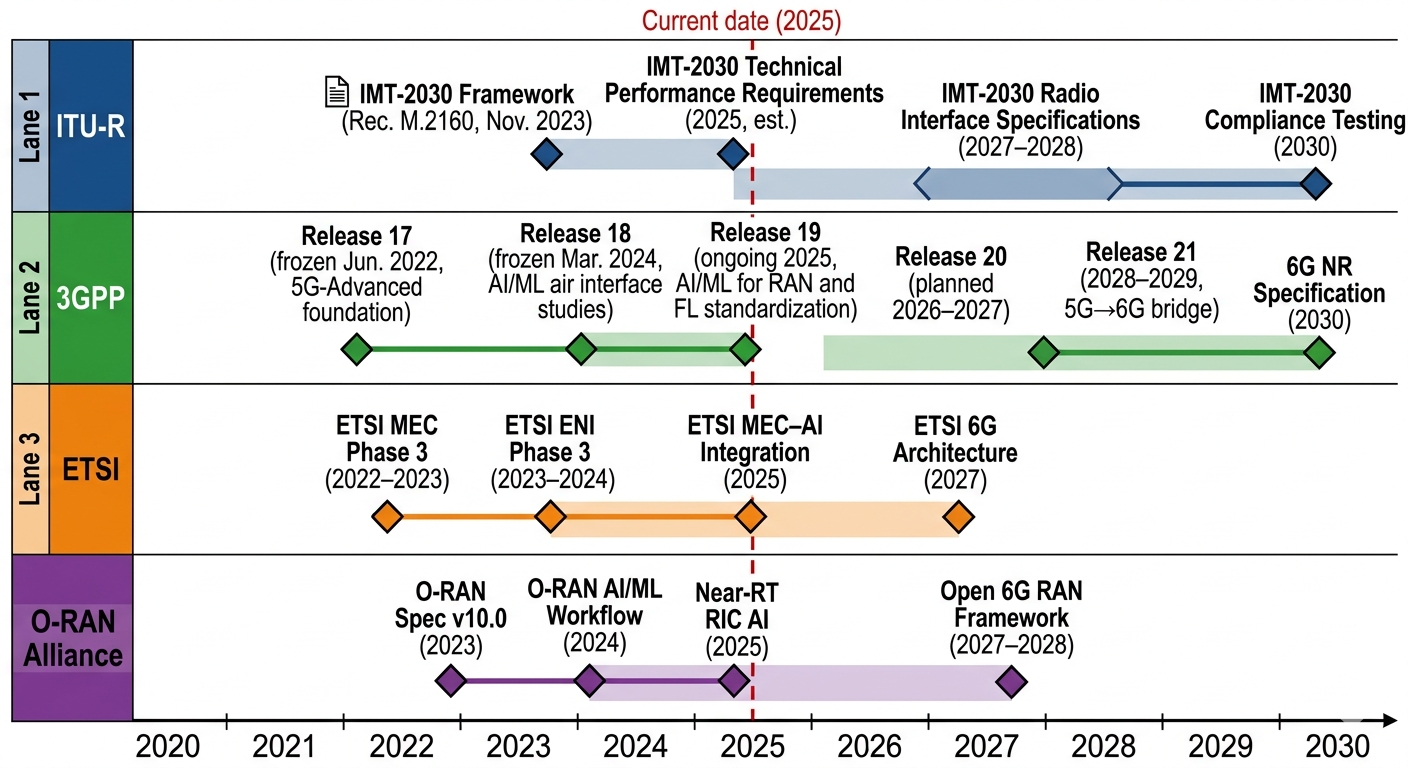 Current date (2025)
Lane 1
ITU-R
IMT-2030 Framework
(Rec. M.2160, Nov. 2023)
IMT-2030 Technical
Performance Requirements
(2025, est.)
IMT-2030 Radio
Interface Specifications
(2027–2028)
IMT-2030
Compliance Testing
(2030)
Lane 2
3GPP
Release 17
(frozen Jun. 2022,
5G-Advanced
foundation)
Release 18
(frozen Mar. 2024,
AI/ML air interface
studies)
Release 19
(ongoing 2025,
AI/ML for RAN and
FL standardization)
Release 20
(planned
2026–2027)
Release 21
(2028–2029,
5G→6G bridge)
6G NR
Specification
(2030)
Lane 3
ETSI
ETSI MEC
Phase 3
(2022–2023)
ETSI ENI
Phase 3
(2023–2024)
ETSI MEC–AI
Integration
(2025)
ETSI 6G
Architecture
(2027)
O-RAN
Alliance
O-RAN
Spec v10.0
(2023)
O-RAN AI/ML
Workflow
(2024)
Near-RT
RIC AI
(2025)
Open 6G RAN
Framework
(2027–2028)
2020 2021 2022 2023 2024 2025 2026 2027 2028 2029 2030